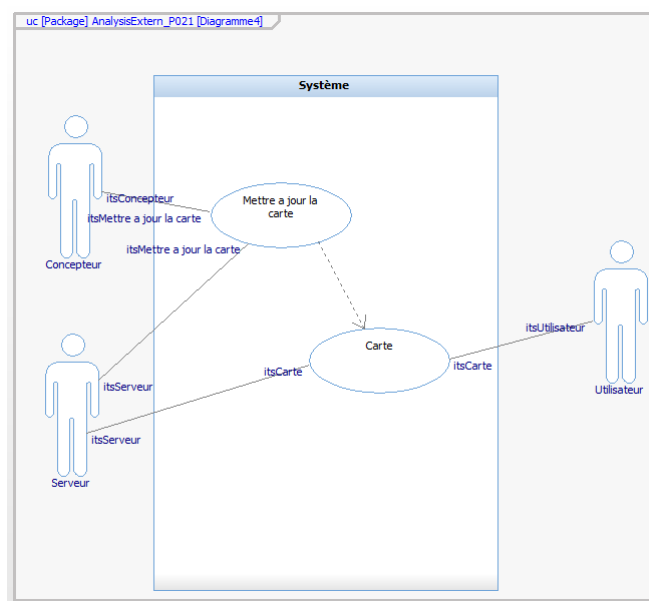 uc [Package] AnalysisExtern_P021 [Diagramme4]
Système
itsConcepteur
Mettre a jour la
carte
itsMettre a jour la carte
itsMettre a jour la carte
Concepteur
itsUtilisateur
Carte
itsCarte
itsCarte
itsServeur
Utilisateur
itsServeur
Serveur